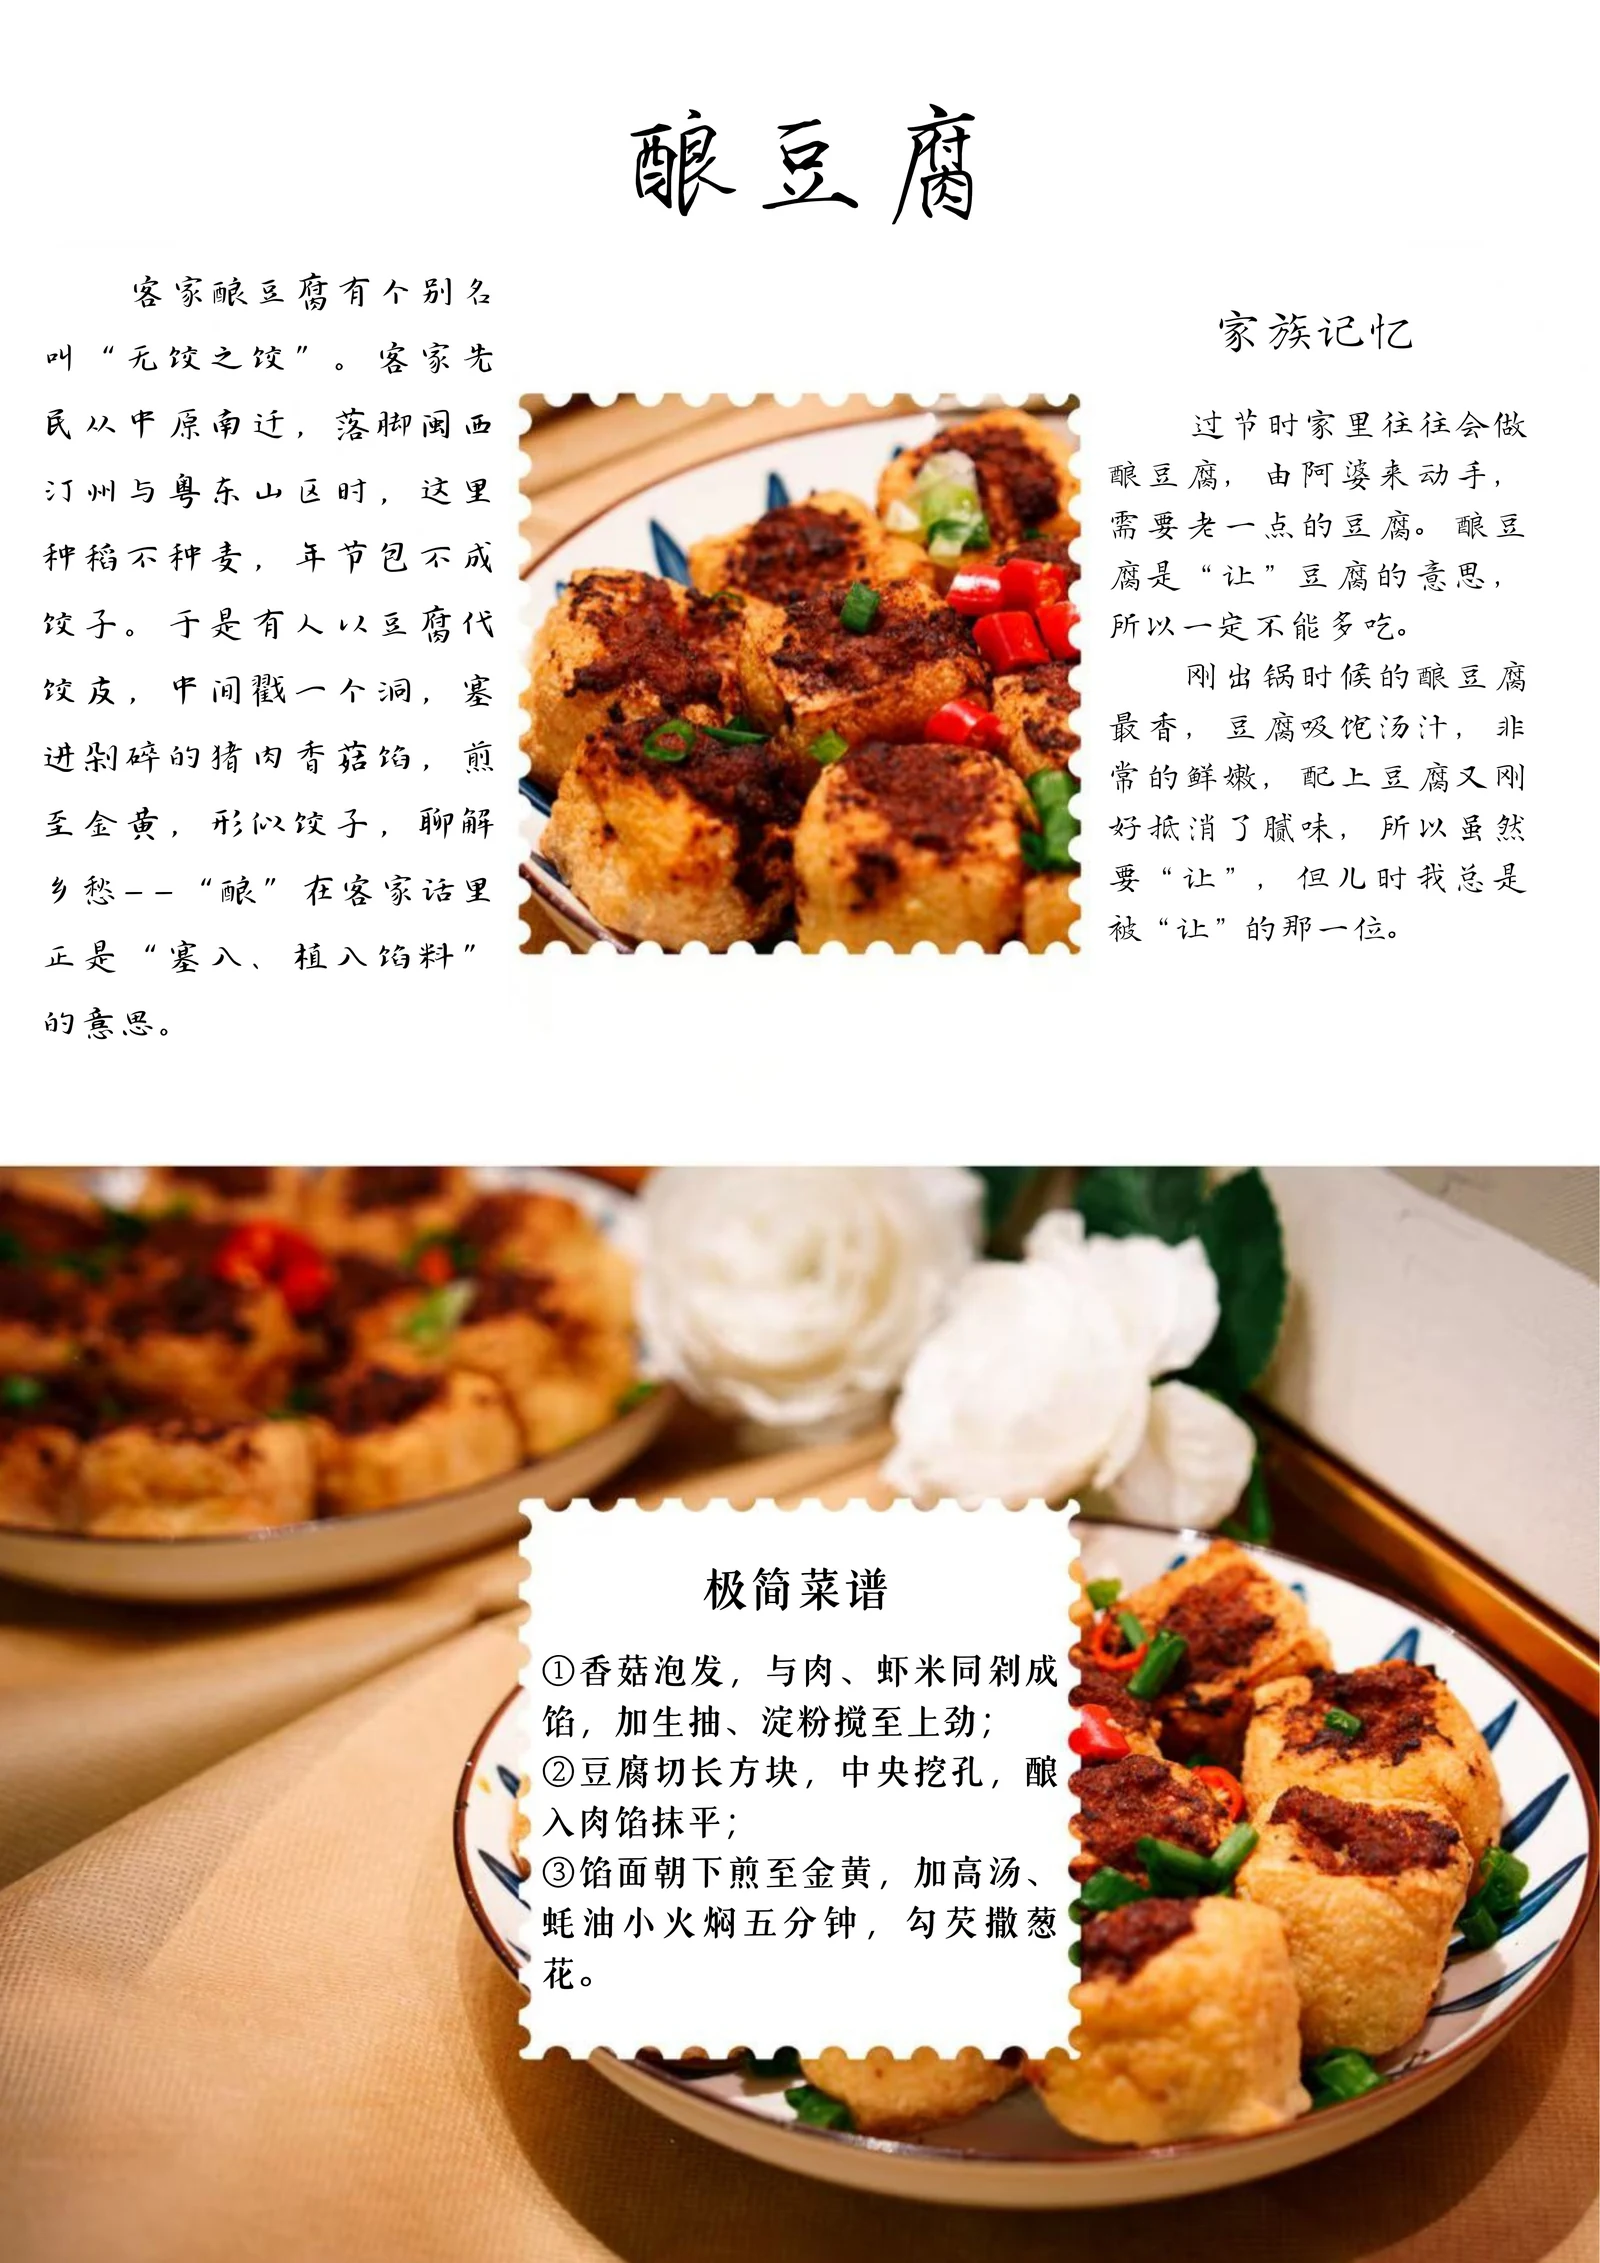 酿豆腐
客家酿豆腐有个别名
叫“无饺之饺”。客家先
民从中原南迁，落脚闽西
汀州与粤东山区时，这里
种稻不种麦，年节包不成
饺子。于是有人以豆腐代
饺皮，中间戳一个洞，塞
进剁碎的猪肉香菇馅，煎
至金黄，形似饺子，聊解
乡愁--“酿”在客家话里
正是“塞入、植入馅料”
的意思。
家族记忆
过节时家里往往会做
酿豆腐，由阿婆来动手，
需要老一点的豆腐。酿豆
腐是“让”豆腐的意思，
所以一定不能多吃。
刚出锅时候的酿豆腐
最香，豆腐吸饱汤汁，非
常的鲜嫩，配上豆腐又刚
好抵消了腻味，所以虽然
要“让”，但儿时我总是
被“让”的那一位。
极简菜谱
①香菇泡发，与肉、虾米同剁成
馅，加生抽、淀粉搅至上劲；
②豆腐切长方块，中央挖孔，酿
入肉馅抹平；
③馅面朝下煎至金黄，加高汤、
蚝油小火焖五分钟，勾芡撒葱
花。